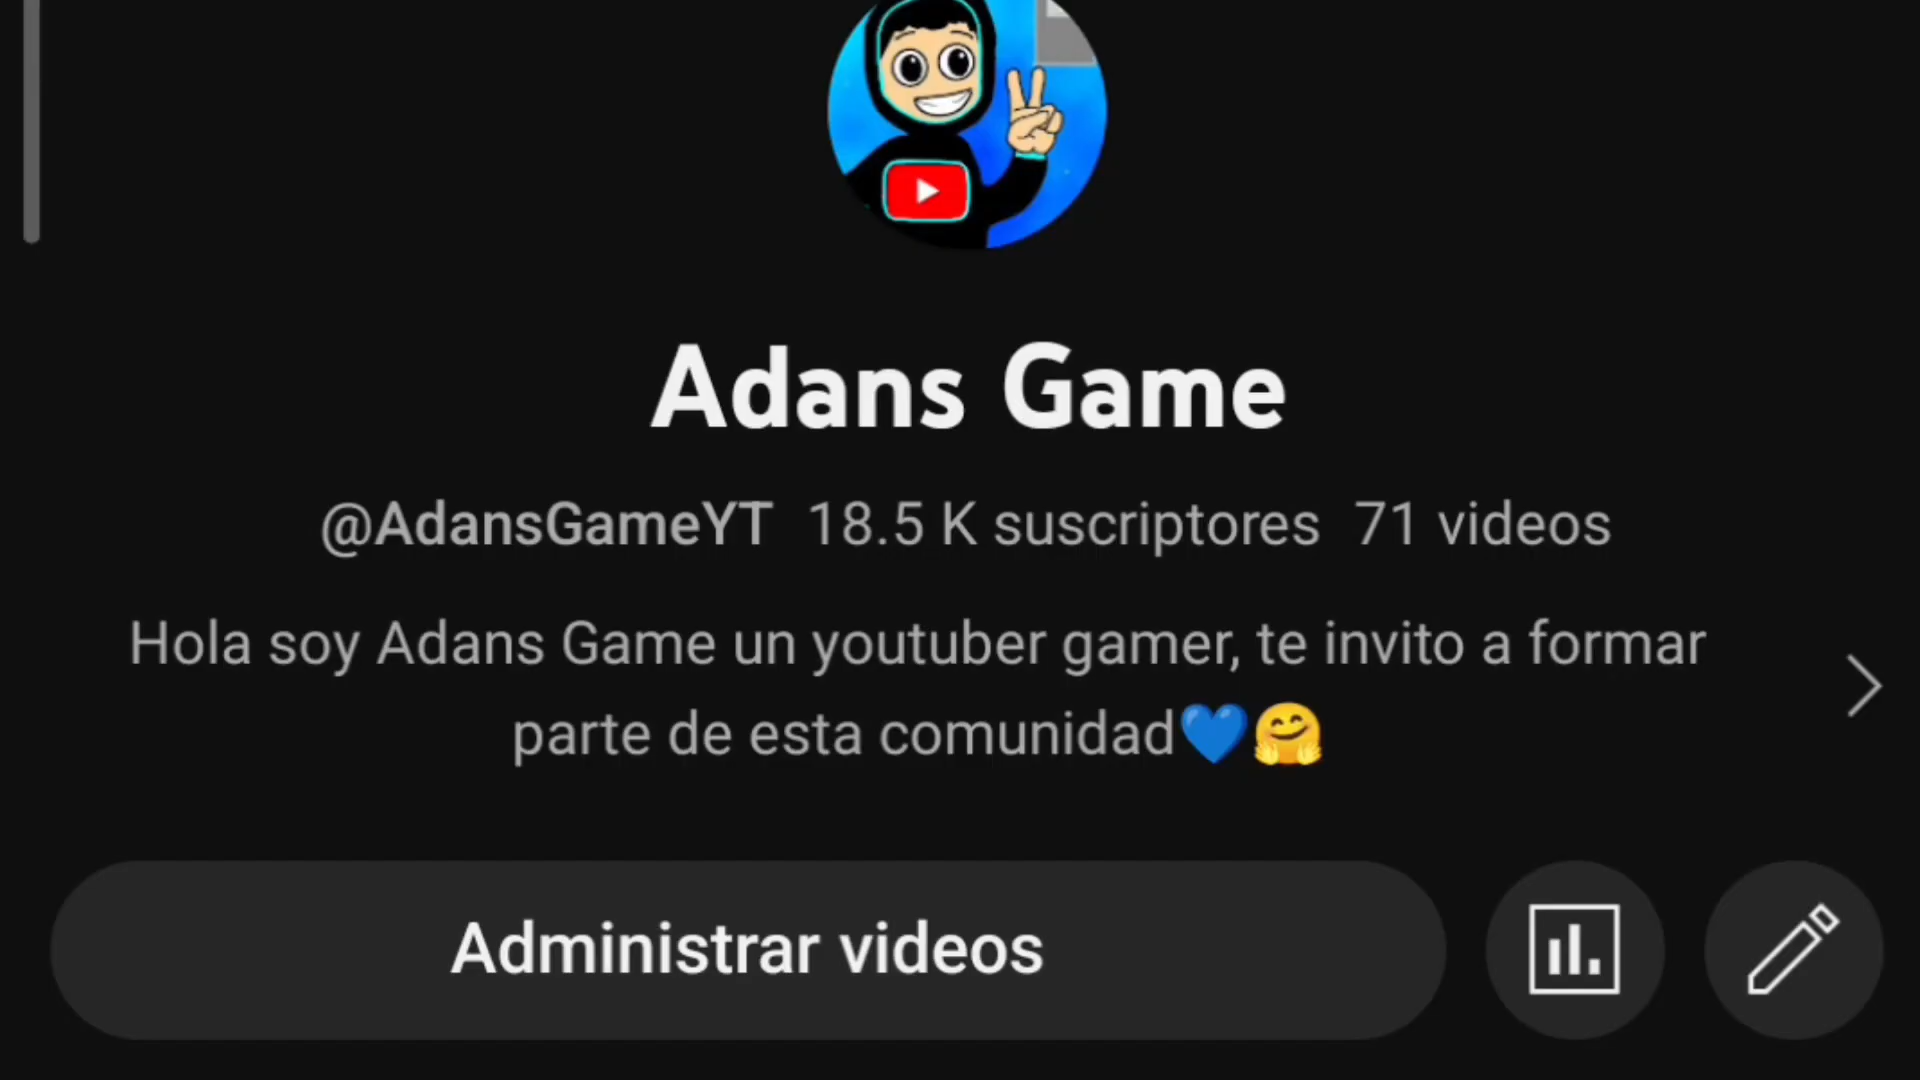 Adans Game
@AdansGameYT 18.5 K suscriptores 71 videos
Hola soy Adans Game un youtuber gamer, te invito a formar
parte de esta comunidad💙🤗
Administrar videos